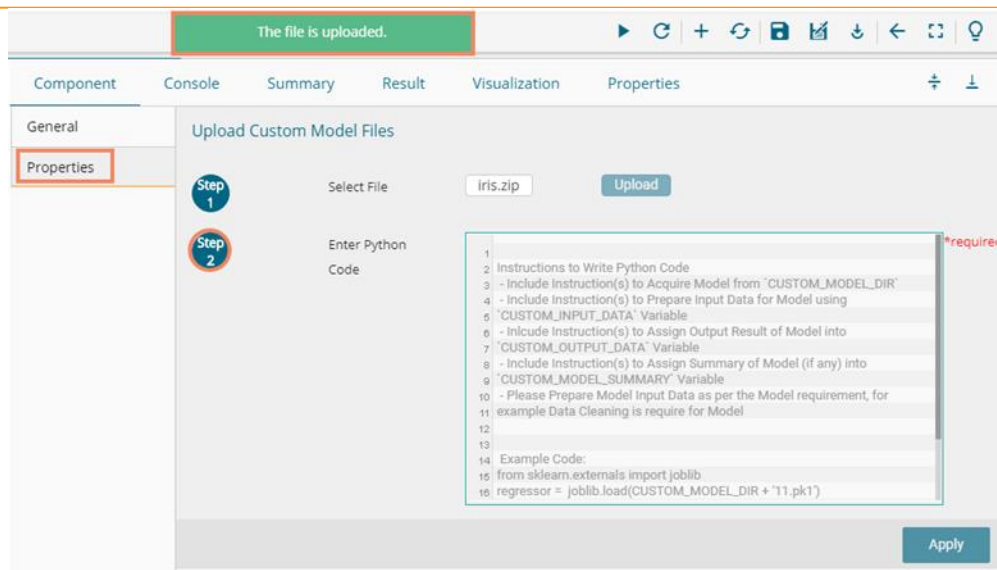 The file is uploaded.
Component Console Summary Result Visualization Properties
General
Properties
Upload Custom Model Files
Step 1 Select File iris.zip Upload
Step 2 Enter Python Code
*require
1
2 Instructions to Write Python Code
3 - Include Instruction(s) to Acquire Model from `CUSTOM_MODEL_DIR`
4 - Include Instruction(s) to Prepare Input Data for Model using
5 `CUSTOM_INPUT_DATA` Variable
6 - Inlcude Instruction(s) to Assign Output Result of Model into
7 `CUSTOM_OUTPUT_DATA` Variable
8 - Include Instruction(s) to Assign Summary of Model (if any) into
9 `CUSTOM_MODEL_SUMMARY` Variable
10 - Please Prepare Model Input Data as per the Model requirement, for
11 example Data Cleaning is require for Model
12
13
14 Example Code:
15 from sklearn.externals import joblib
16 regressor = joblib.load(CUSTOM_MODEL_DIR + '11.pk1')
Apply